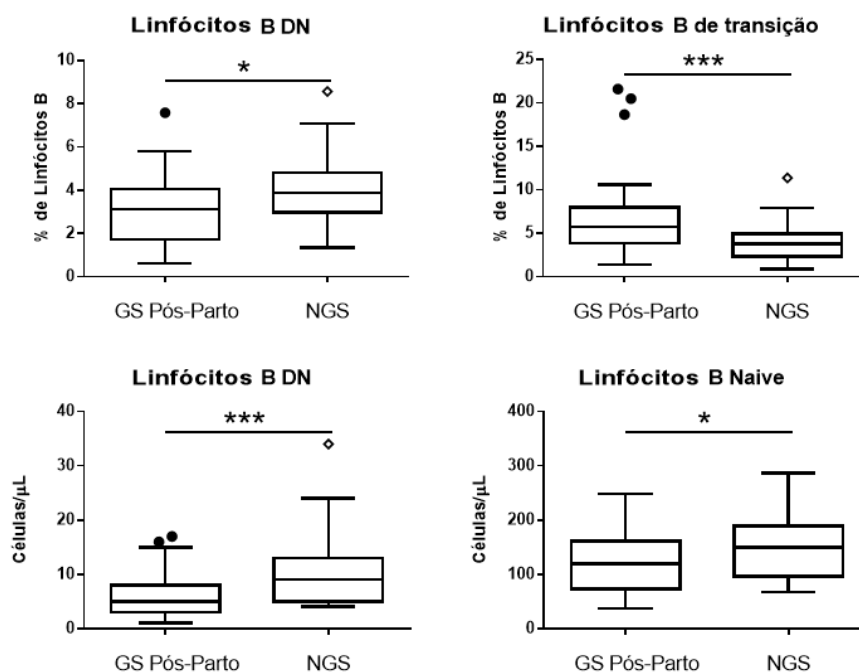 Linfócitos B DN
% de Linfócitos B
10
8
6
4
2
0
*
GS Pós-Parto NGS
Linfócitos B de transição
% de Linfócitos B
25
20
15
10
5
0
***
GS Pós-Parto NGS
Linfócitos B DN
Células/µL
40
30
20
10
0
***
GS Pós-Parto NGS
Linfócitos B Naive
Células/µL
400
300
200
100
0
*
GS Pós-Parto NGS